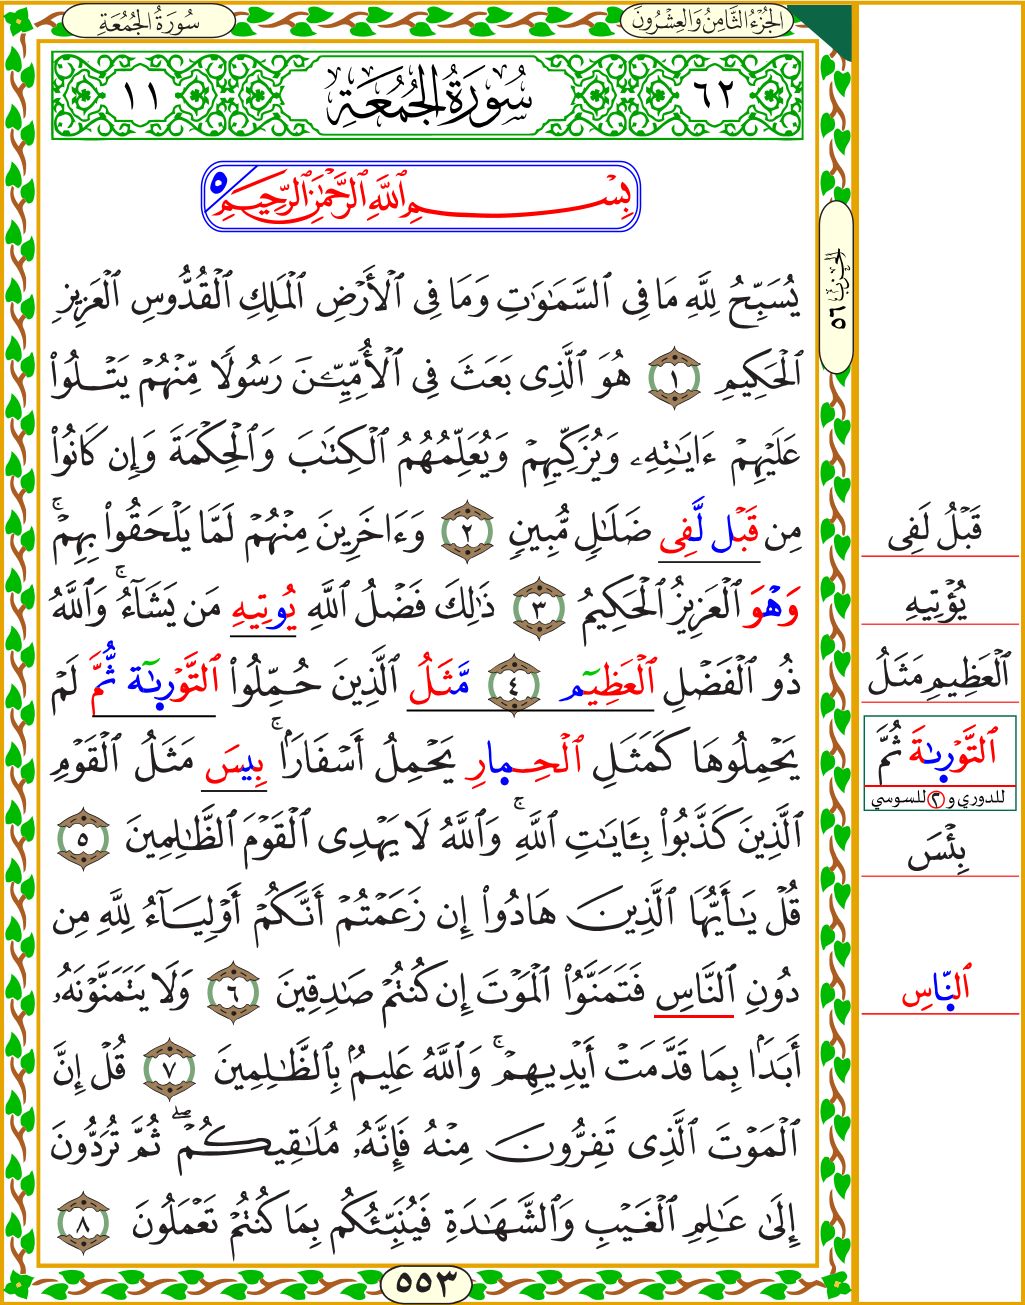 سُورَةُ الجُمُعَةِ
الجُزْءُ الثَّامِنُ وَالعِشْرُونَ
٦٢ سُورَةُ الجُمُعَةِ ١١
بِسْمِ ٱللَّهِ ٱلرَّحْمَٰنِ ٱلرَّحِيمِ ٥
يُسَبِّحُ لِلَّهِ مَا فِى ٱلسَّمَٰوَٰتِ وَمَا فِى ٱلْأَرْضِ ٱلْمَلِكِ ٱلْقُدُّوسِ ٱلْعَزِيزِ
ٱلْحَكِيمِ ١ هُوَ ٱلَّذِى بَعَثَ فِى ٱلْأُمِّيِّـۧنَ رَسُولًا مِّنْهُمْ يَتْلُوا۟
عَلَيْهِمْ ءَايَٰتِهِۦ وَيُزَكِّيهِمْ وَيُعَلِّمُهُمُ ٱلْكِتَٰبَ وَٱلْحِكْمَةَ وَإِن كَانُوا۟
مِن قَبْل لَّفِى ضَلَٰلٍ مُّبِينٍ ٢ وَءَاخَرِينَ مِنْهُمْ لَمَّا يَلْحَقُوا۟ بِهِمْۚ
وَهْوَ ٱلْعَزِيزُ ٱلْحَكِيمُ ٣ ذَٰلِكَ فَضْلُ ٱللَّهِ يُوتِيهِ مَن يَشَآءُۚ وَٱللَّهُ
ذُو ٱلْفَضْلِ ٱلْعَظِيٓم ٤ مَّثَلُ ٱلَّذِينَ حُمِّلُوا۟ ٱلتَّوْرٜىٰٓة ثُّمَّ لَمْ
يَحْمِلُوهَا كَمَثَلِ ٱلْحِمٜارِ يَحْمِلُ أَسْفَارَۢاۚ بِيسَ مَثَلُ ٱلْقَوْمِ
ٱلَّذِينَ كَذَّبُوا۟ بِـَٔايَٰتِ ٱللَّهِۚ وَٱللَّهُ لَا يَهْدِى ٱلْقَوْمَ ٱلظَّٰلِمِينَ ٥
قُلْ يَٰٓأَيُّهَا ٱلَّذِينَ هَادُوٓا۟ إِن زَعَمْتُمْ أَنَّكُمْ أَوْلِيَآءُ لِلَّهِ مِن
دُونِ ٱلنَّاسِ فَتَمَنَّوُا۟ ٱلْمَوْتَ إِن كُنتُمْ صَٰدِقِينَ ٦ وَلَا يَتَمَنَّوْنَهُۥ
أَبَدَۢا بِمَا قَدَّمَتْ أَيْدِيهِمْۚ وَٱللَّهُ عَلِيمُۢ بِٱلظَّٰلِمِينَ ٧ قُلْ إِنَّ
ٱلْمَوْتَ ٱلَّذِى تَفِرُّونَ مِنْهُ فَإِنَّهُۥ مُلَٰقِيكُمْۖ ثُمَّ تُرَدُّونَ
إِلَىٰ عَٰلِمِ ٱلْغَيْبِ وَٱلشَّهَٰدَةِ فَيُنَبِّئُكُم بِمَا كُنتُمْ تَعْمَلُونَ ٨
٥٥٣
الحزب ٥٦
قَبْلُ لَفِى
يُؤْتِيهِ
ٱلْعَظِيمِ مَثَلُ
ٱلتَّوْرٜىٰةَ ثُمَّ
للدوري و٢ للسوسي
بِئْسَ
ٱلنّٜاسِ